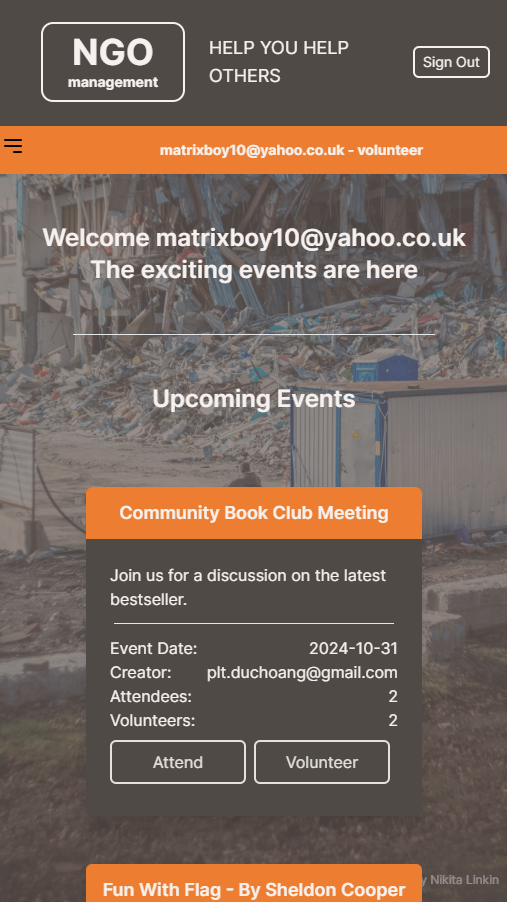 NGO
management
HELP YOU HELP
OTHERS
Sign Out
matrixboy10@yahoo.co.uk - volunteer
Welcome matrixboy10@yahoo.co.uk
The exciting events are here
Upcoming Events
Community Book Club Meeting
Join us for a discussion on the latest
bestseller.
Event Date: 2024-10-31
Creator: plt.duchoang@gmail.com
Attendees: 2
Volunteers: 2
Attend Volunteer
Nikita Linkin
Fun With Flag - By Sheldon Cooper